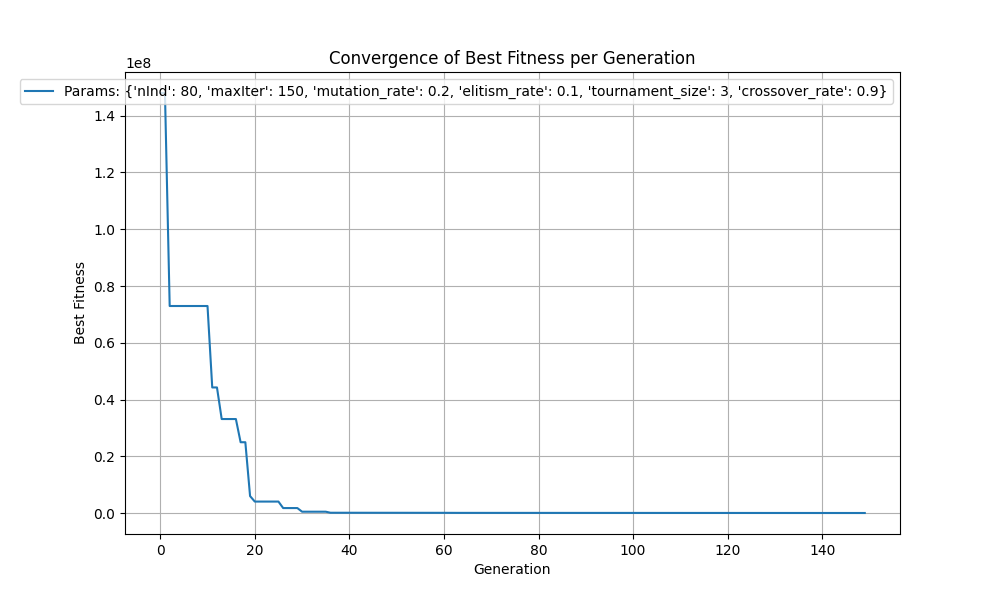 Convergence of Best Fitness per Generation
1e8
Params: {'nInd': 80, 'maxIter': 150, 'mutation_rate': 0.2, 'elitism_rate': 0.1, 'tournament_size': 3, 'crossover_rate': 0.9}
1.4
1.2
1.0
0.8
0.6
0.4
0.2
0.0
Best Fitness
0 20 40 60 80 100 120 140
Generation